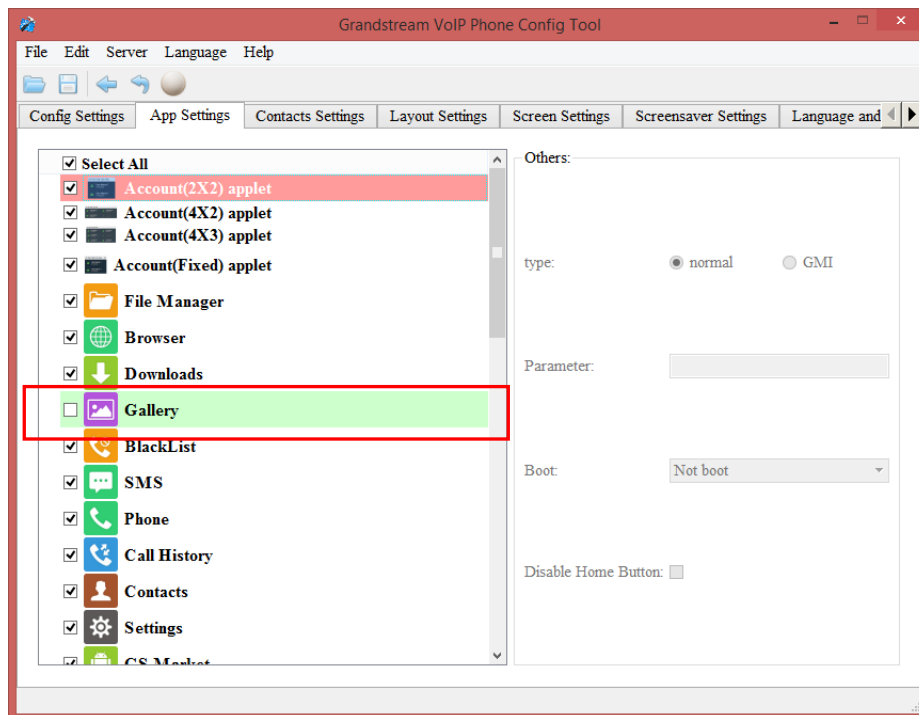 Grandstream VoIP Phone Config Tool
File Edit Server Language Help
Config Settings App Settings Contacts Settings Layout Settings Screen Settings Screensaver Settings Language and
Select All
Account(2X2) applet
Account(4X2) applet
Account(4X3) applet
Account(Fixed) applet
File Manager
Browser
Downloads
Gallery
BlackList
SMS
Phone
Call History
Contacts
Settings
GS Market
Others:
type: normal GMI
Parameter:
Boot: Not boot
Disable Home Button: